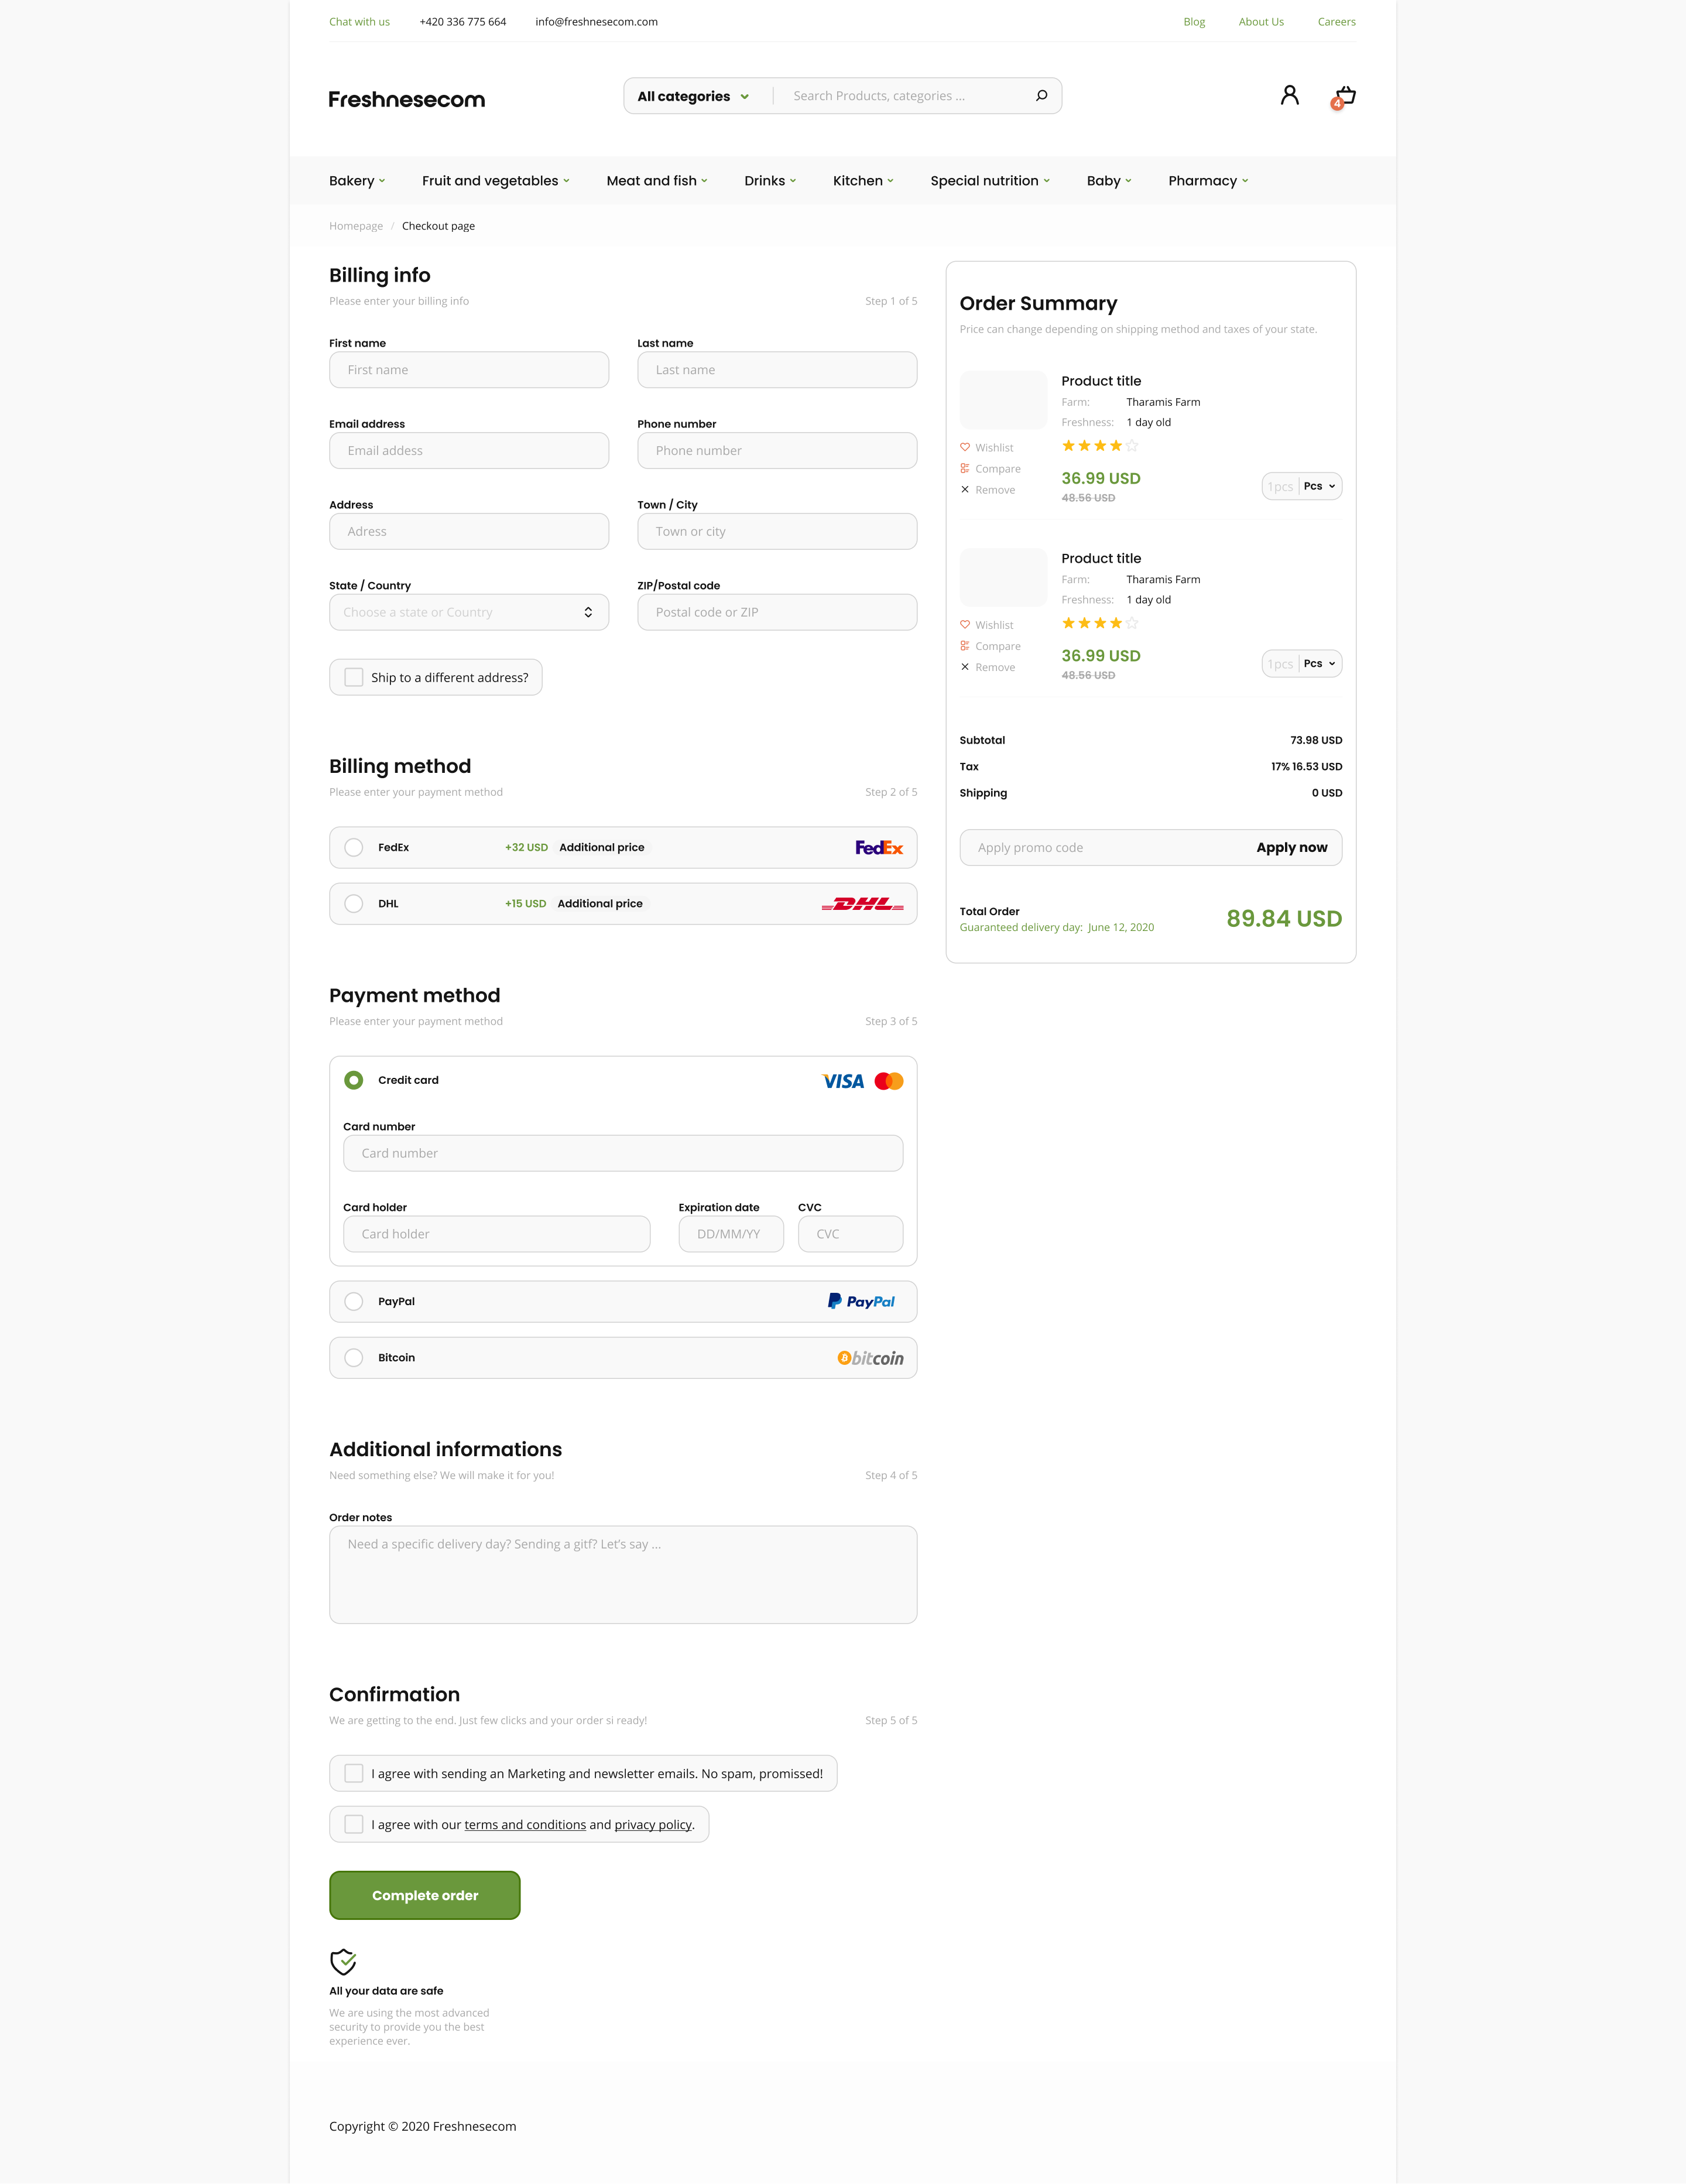 Chat with us +420 336 775 664 info@freshnesecom.com Blog About Us Careers
Freshnesecom
All categories Search Products, categories ...
4
Bakery Fruit and vegetables Meat and fish Drinks Kitchen Special nutrition Baby Pharmacy
Homepage / Checkout page
Billing info
Please enter your billing info Step 1 of 5
First name Last name
First name Last name
Email address Phone number
Email addess Phone number
Address Town / City
Adress Town or city
State / Country ZIP/Postal code
Choose a state or Country Postal code or ZIP
Ship to a different address?
Billing method
Please enter your payment method Step 2 of 5
FedEx +32 USD Additional price FedEx
DHL +15 USD Additional price DHL
Payment method
Please enter your payment method Step 3 of 5
Credit card VISA
Card number
Card number
Card holder Expiration date CVC
Card holder DD/MM/YY CVC
PayPal PayPal
Bitcoin bitcoin
Additional informations
Need something else? We will make it for you! Step 4 of 5
Order notes
Need a specific delivery day? Sending a gitf? Let's say ...
Confirmation
We are getting to the end. Just few clicks and your order si ready! Step 5 of 5
I agree with sending an Marketing and newsletter emails. No spam, promissed!
I agree with our terms and conditions and privacy policy.
Complete order
All your data are safe
We are using the most advanced
security to provide you the best
experience ever.
Order Summary
Price can change depending on shipping method and taxes of your state.
Product title
Farm: Tharamis Farm
Freshness: 1 day old
Wishlist
Compare
Remove
36.99 USD
48.56 USD
1pcs Pcs
Product title
Farm: Tharamis Farm
Freshness: 1 day old
Wishlist
Compare
Remove
36.99 USD
48.56 USD
1pcs Pcs
Subtotal 73.98 USD
Tax 17% 16.53 USD
Shipping 0 USD
Apply promo code Apply now
Total Order
Guaranteed delivery day: June 12, 2020
89.84 USD
Copyright © 2020 Freshnesecom